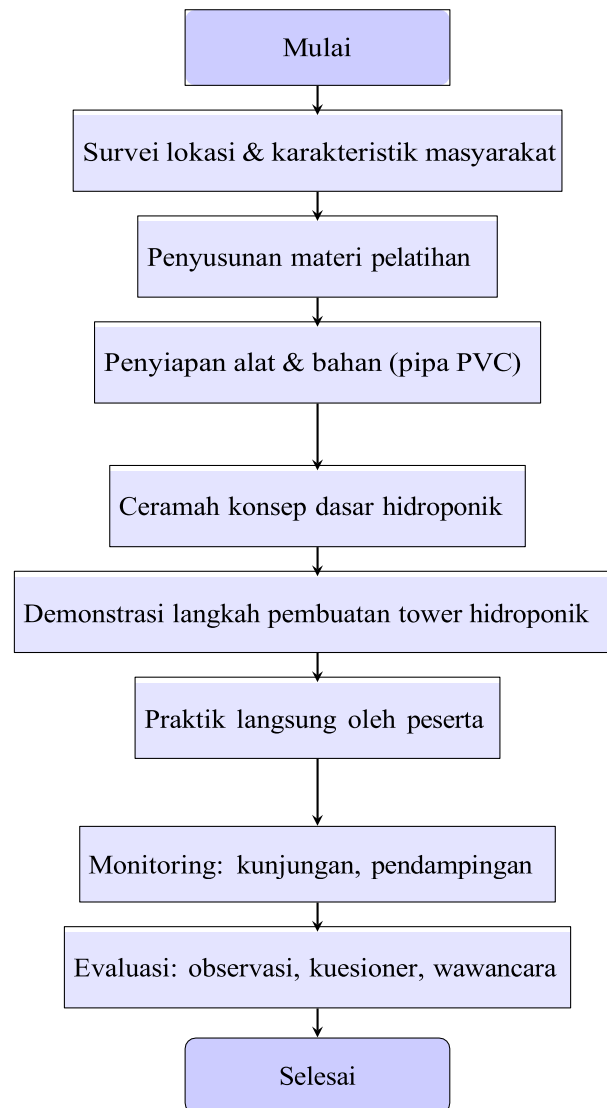 Mulai
Survei lokasi & karakteristik masyarakat
Penyusunan materi pelatihan
Penyiapan alat & bahan (pipa PVC)
Ceramah konsep dasar hidroponik
Demonstrasi langkah pembuatan tower hidroponik
Praktik langsung oleh peserta
Monitoring: kunjungan, pendampingan
Evaluasi: observasi, kuesioner, wawancara
Selesai